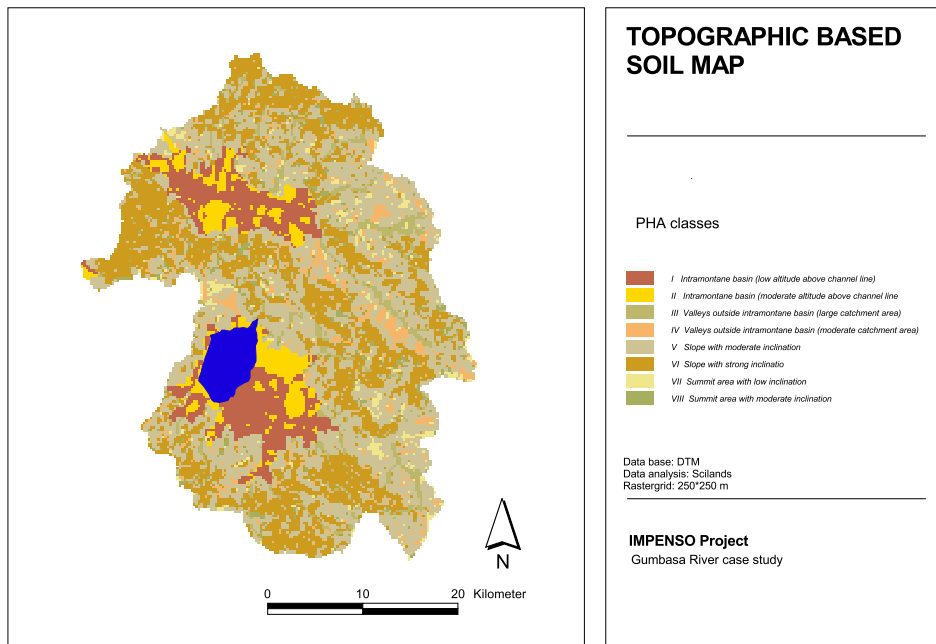 TOPOGRAPHIC BASED
SOIL MAP
PHA classes
I Intramontane basin (low altitude above channel line)
II Intramontane basin (moderate altitude above channel line
III Valleys outside intramontane basin (large catchment area)
IV Valleys outside intramontane basin (moderate catchment area)
V Slope with moderate inclination
VI Slope with strong inclinatio
VII Summit area with low inclination
VIII Summit area with moderate inclination
Data base: DTM
Data analysis: Scilands
Rastergrid: 250*250 m
IMPENSO Project
Gumbasa River case study
N
0 10 20 Kilometer